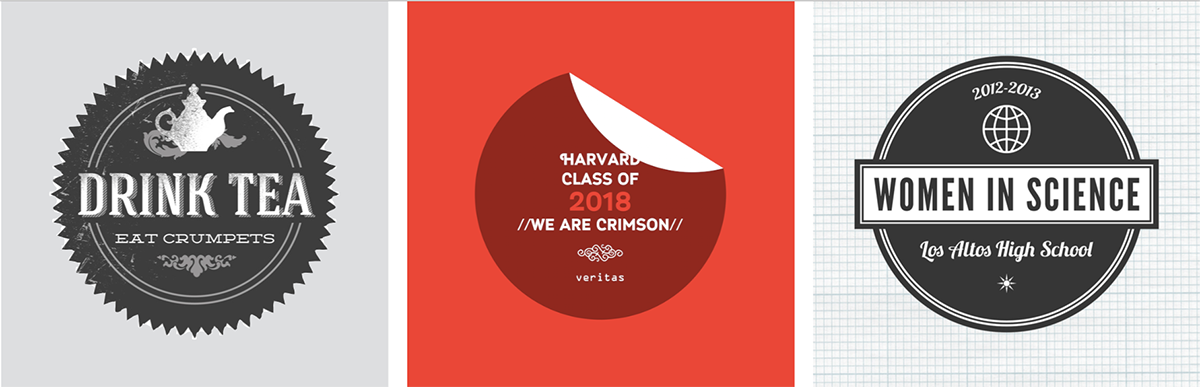 DRINK TEA
EAT CRUMPETS
HARVARD
CLASS OF
2018
//WE ARE CRIMSON//
veritas
2012-2013
WOMEN IN SCIENCE
Los Altos High School